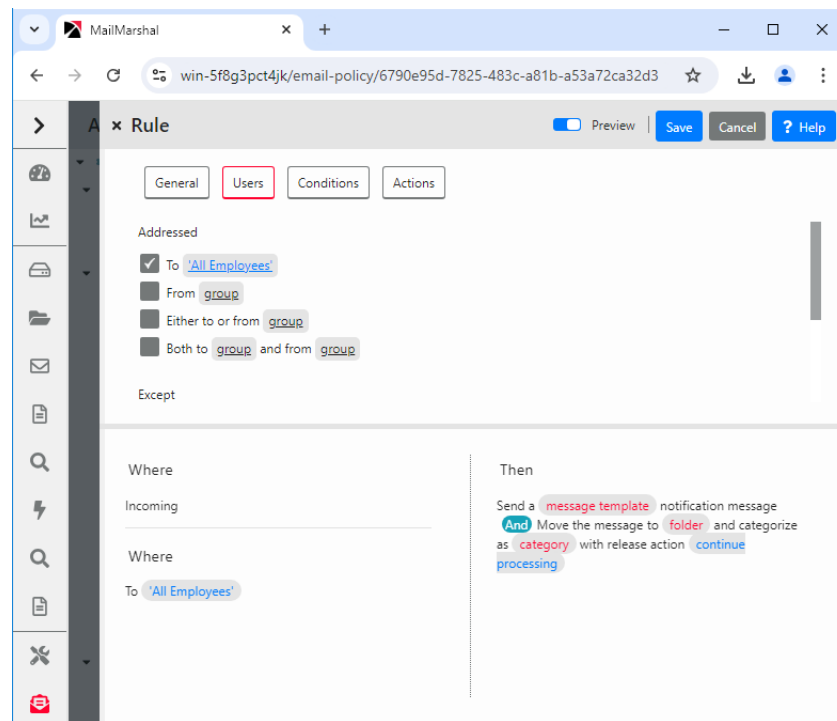 MailMarshal
win-5f8g3pct4jk/email-policy/6790e95d-7825-483c-a81b-a53a72ca32d3
Rule
Preview
Save
Cancel
? Help
General
Users
Conditions
Actions
Addressed
To 'All Employees'
From group
Either to or from group
Both to group and from group
Except
Where
Incoming
Where
To 'All Employees'
Then
Send a message template notification message
And Move the message to folder and categorize
as category with release action continue
processing